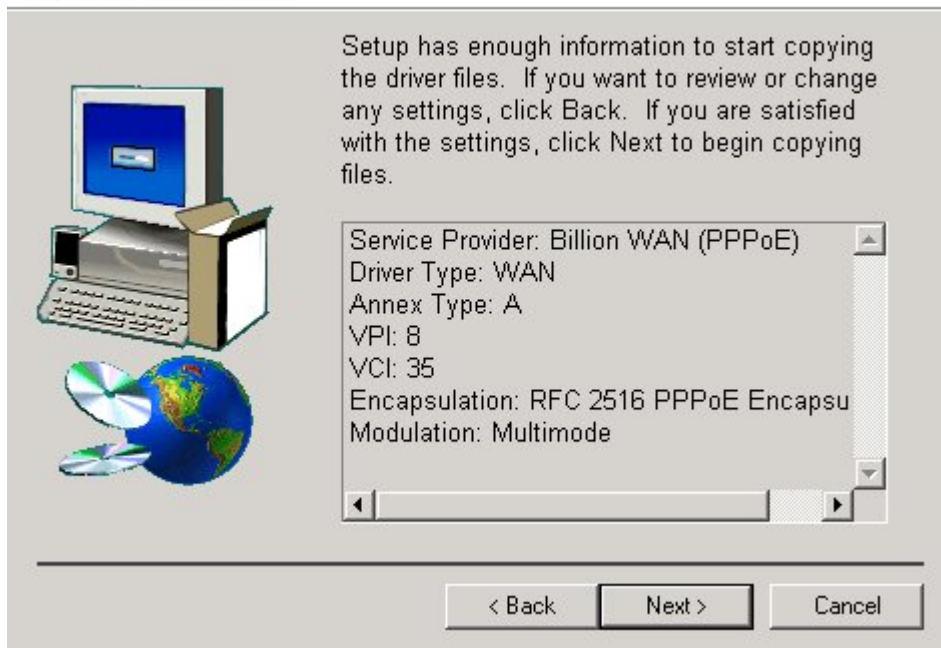 Setup has enough information to start copying
the driver files. If you want to review or change
any settings, click Back. If you are satisfied
with the settings, click Next to begin copying
files.
Service Provider: Billion WAN (PPPoE)
Driver Type: WAN
Annex Type: A
VPI: 8
VCI: 35
Encapsulation: RFC 2516 PPPoE Encapsu
Modulation: Multimode
< Back Next > Cancel